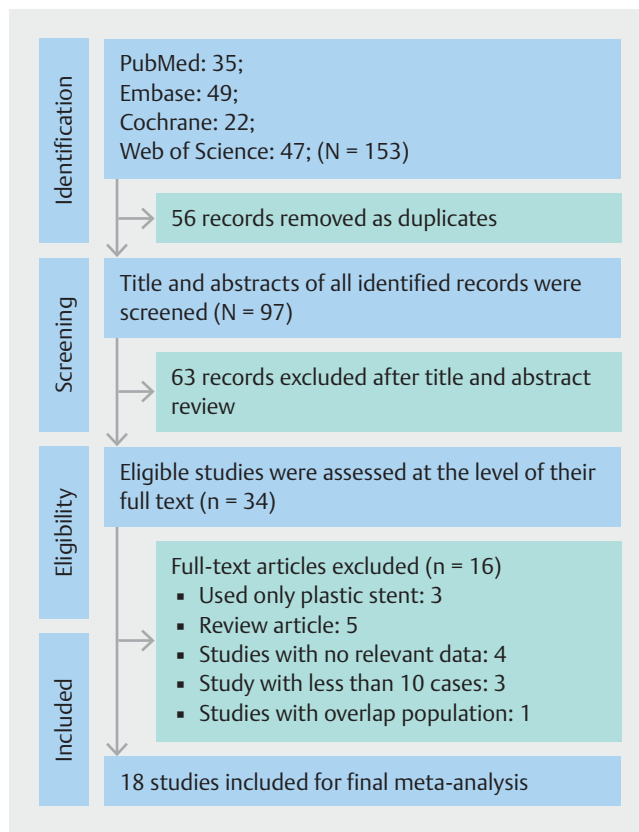 Identification
PubMed: 35;
Embase: 49;
Cochrane: 22;
Web of Science: 47; (N = 153)
56 records removed as duplicates
Screening
Title and abstracts of all identified records were
screened (N = 97)
63 records excluded after title and abstract
review
Eligibility
Eligible studies were assessed at the level of their
full text (n = 34)
Full-text articles excluded (n = 16)
▪ Used only plastic stent: 3
▪ Review article: 5
▪ Studies with no relevant data: 4
▪ Study with less than 10 cases: 3
▪ Studies with overlap population: 1
Included
18 studies included for final meta-analysis